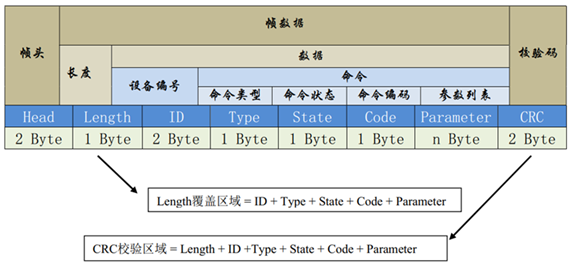 帧头
帧数据
校验码
长度
数据
设备编号
命令
命令类型
命令状态
命令编码
参数列表
Head Length ID Type State Code Parameter CRC
2 Byte 1 Byte 2 Byte 1 Byte 1 Byte 1 Byte n Byte 2 Byte
Length覆盖区域 = ID + Type + State + Code + Parameter
CRC校验区域 = Length + ID +Type + State + Code + Parameter